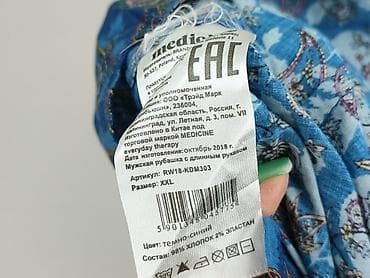 medicine
EAC
и уполномоченная
ООО «Трэйд Марк
236004,
область, Россия, г.
ул. Летная, д. 3, пом. VII
изготовлено в Китае под
торговой маркой MEDICINE
everyday therapy
Дата изготовления: октябрь 2018 г.
Мужская рубашка с длинным рукавом
Артикул: RW18-KDM303
Размер: XXL
Цвет: темно-синий
Состав: 98% ХЛОПОК 2% ЭЛАСТАН